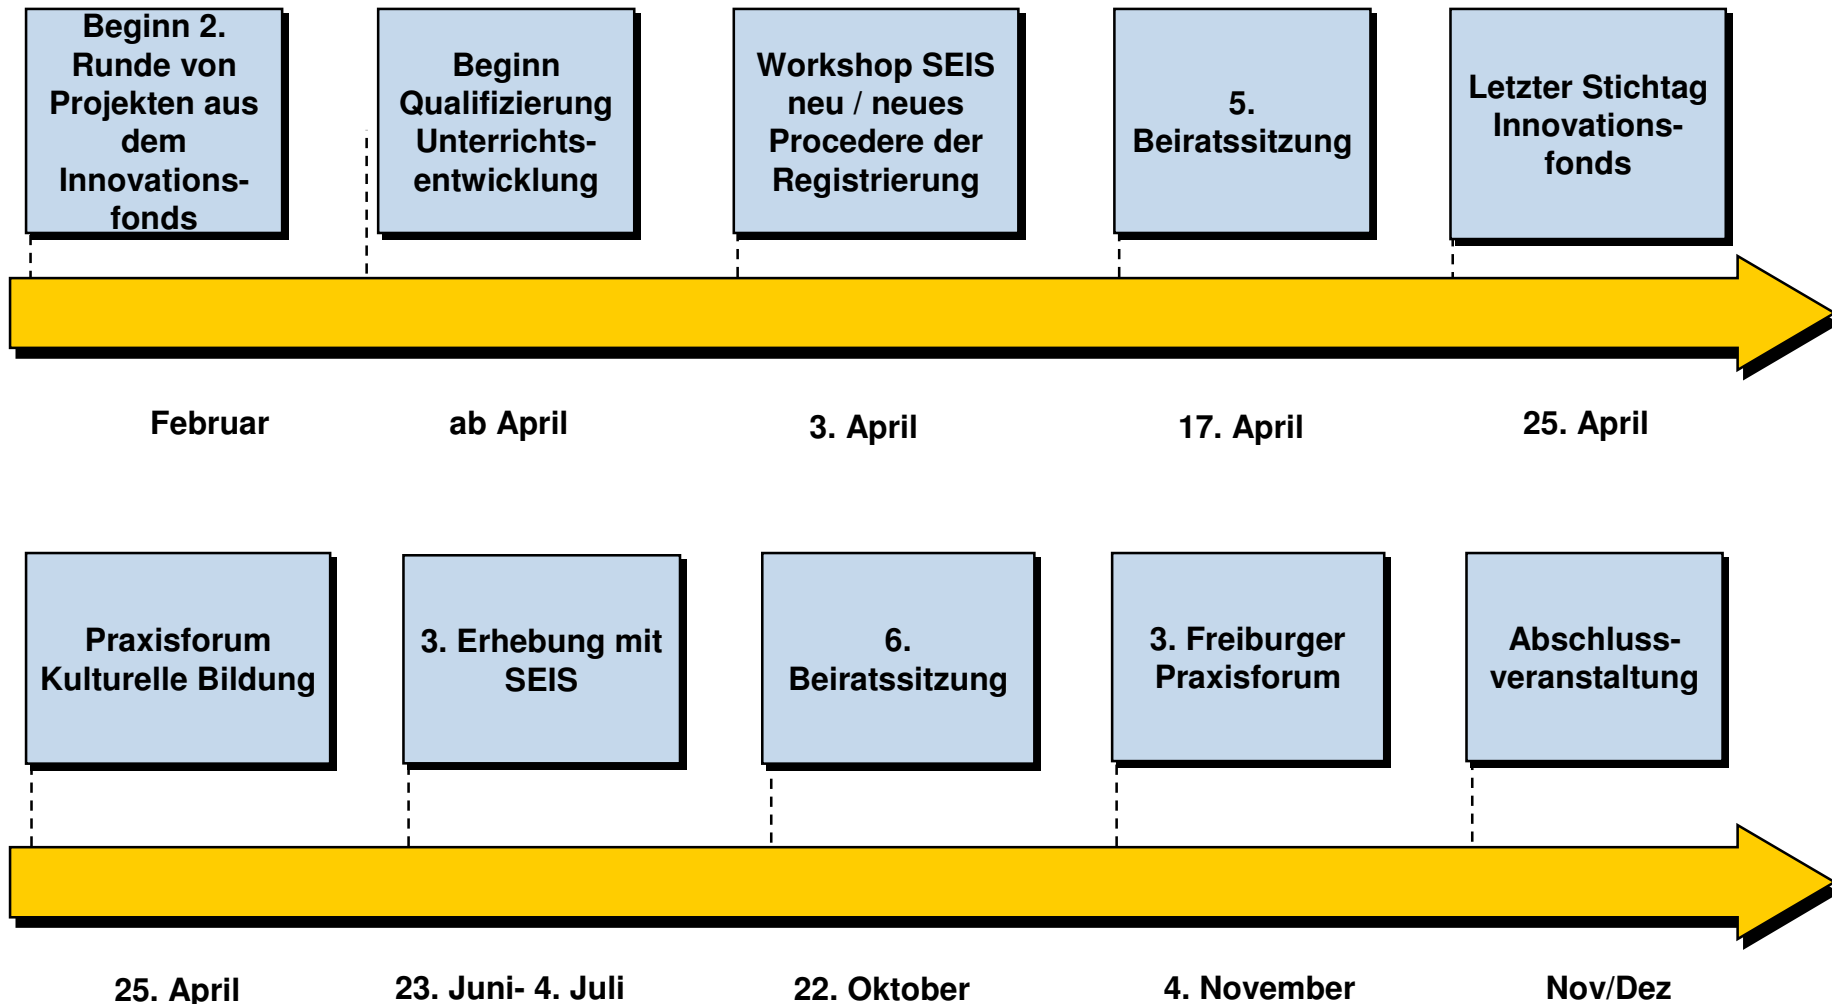 Beginn 2.
Runde von
Projekten aus
dem
Innovations-
fonds
Beginn
Qualifizierung
Unterrichts-
entwicklung
Workshop SEIS
neu / neues
Procedere der
Registrierung
5.
Beiratssitzung
Letzter Stichtag
Innovations-
fonds
Februar
ab April
3. April
17. April
25. April
Praxisforum
Kulturelle Bildung
3. Erhebung mit
SEIS
6.
Beiratssitzung
3. Freiburger
Praxisforum
Abschluss-
veranstaltung
25. April
23. Juni- 4. Juli
22. Oktober
4. November
Nov/Dez